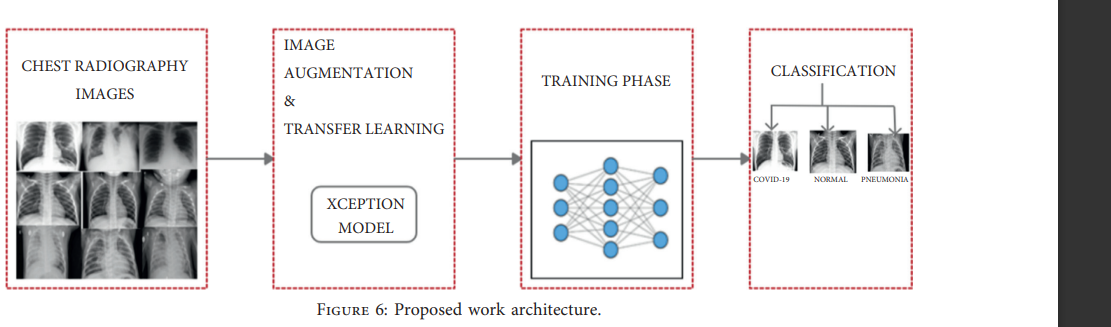 CHEST RADIOGRAPHY
IMAGES
IMAGE
AUGMENTATION
&
TRANSFER LEARNING
XCEPTION
MODEL
TRAINING PHASE
CLASSIFICATION
COVID-19
NORMAL
PNEUMONIA
FIGURE 6: Proposed work architecture.